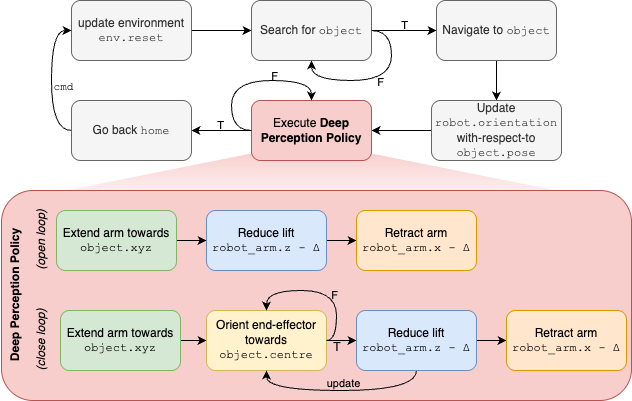 update environment
env.reset
Search for object
T
Navigate to object
F
cmd
F
Go back home
T
Execute Deep
Perception Policy
Update
robot.orientation
with-respect-to
object.pose
Deep Perception Policy
(open loop)
Extend arm towards
object.xyz
Reduce lift
robot_arm.z - Δ
Retract arm
robot_arm.x - Δ
(close loop)
Extend arm towards
object.xyz
Orient end-effector
towards
object.centre
F
T
Reduce lift
robot_arm.z - Δ
Retract arm
robot_arm.x - Δ
update